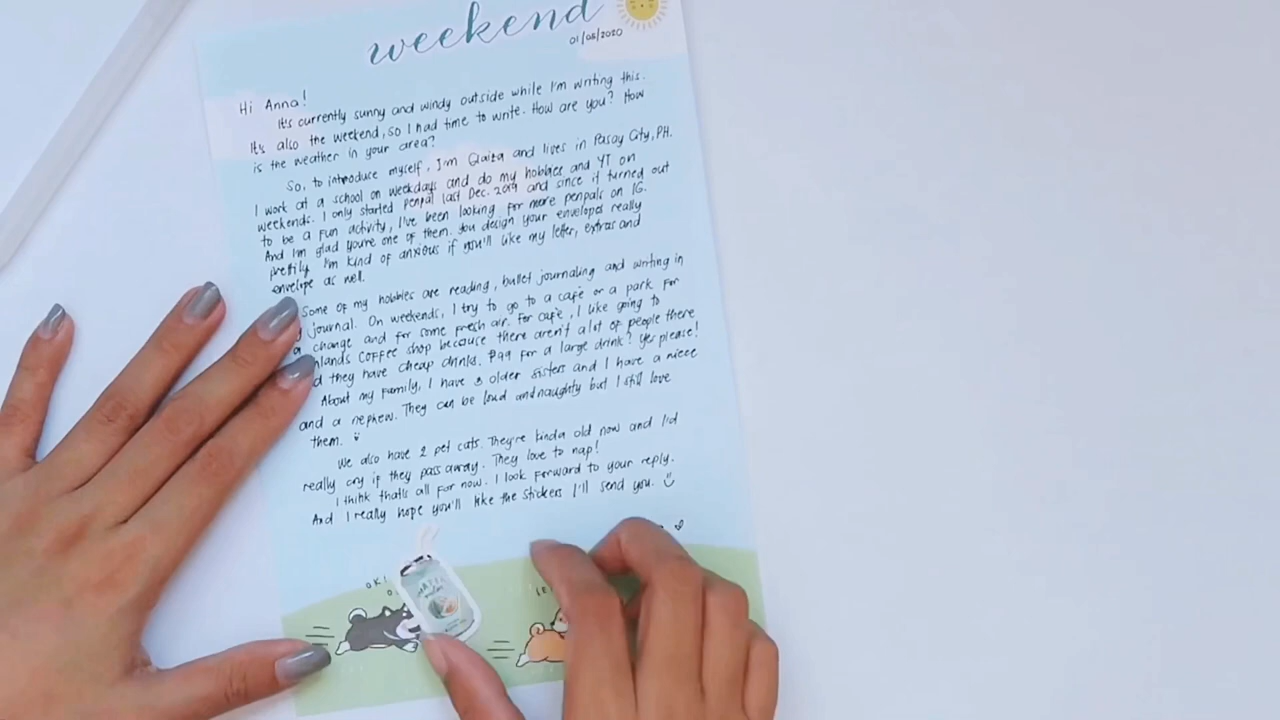 weekend
01/05/2020
Hi Anna!
It's currently sunny and windy outside while I'm writing this.
It's also the weekend, so I had time to write. How are you? How
is the weather in your area?
So, to introduce myself, I'm and lives in Pasay City, PH.
I work at a school on weekdays and do my hobbies and YT on
weekends. I only started penpal last Dec. 2019 and since it turned out
to be a fun activity, I've been looking for more penpals on IG.
And I'm glad you're one of them. You design your envelopes really
prettily. I'm kind of anxious if you'll like my letter, extras and
envelope as well.
Some of my hobbies are reading, bullet journaling and writing in
journal. On weekends, I try to go to a cafe or a park for
a change and for some fresh air. For cafe, I like going to
nlands coffee shop because there aren't a lot of people there
d they have cheap drinks. ₱99 for a large drink? Yes please!
About my family, I have 3 older sisters and I have a niece
and a nephew. They can be loud and naughty but I still love
them.
We also have 2 pet cats. They're kinda old now and I'd
really cry if they pass away. They love to nap!
I think that's all for now. I look forward to your reply.
And I really hope you'll like the stickers I'll send you.
OK!